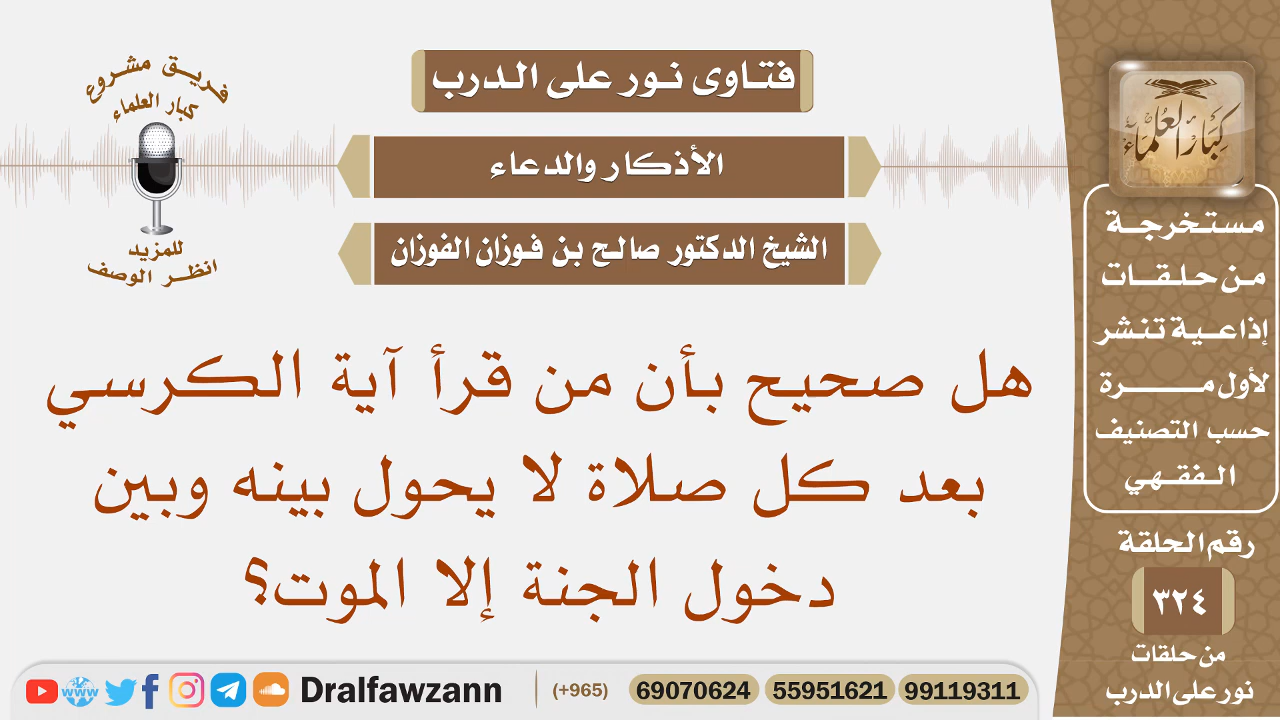 فتاوى نور على الدرب
الأذكار والدعاء
الشيخ الدكتور صالح بن فوزان الفوزان
فريق مشروع
كبار العلماء
للمزيد
انظر الوصف
هل صحيح بأن من قرأ آية الكرسي
بعد كل صلاة لا يحول بينه وبين
دخول الجنة إلا الموت؟
كِبَارُ العُلَمَاء
مستخرجة
من حلقات
إذاعية تنشر
لأول مرة
حسب التصنيف
الفقهي
رقم الحلقة
٣٢٤
من حلقات
نور على الدرب
www Dralfawzann (+965) 69070624 55951621 99119311